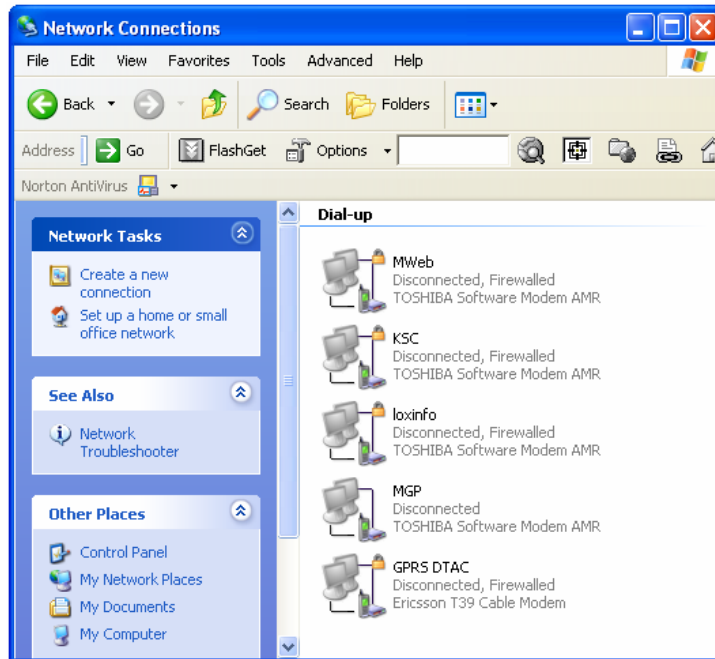 Network Connections
File Edit View Favorites Tools Advanced Help
Back Search Folders
Address Go FlashGet Options
Norton AntiVirus
Network Tasks
Create a new
connection
Set up a home or small
office network
See Also
Network
Troubleshooter
Other Places
Control Panel
My Network Places
My Documents
My Computer
Dial-up
MWeb
Disconnected, Firewalled
TOSHIBA Software Modem AMR
KSC
Disconnected, Firewalled
TOSHIBA Software Modem AMR
loxinfo
Disconnected, Firewalled
TOSHIBA Software Modem AMR
MGP
Disconnected
TOSHIBA Software Modem AMR
GPRS DTAC
Disconnected, Firewalled
Ericsson T39 Cable Modem